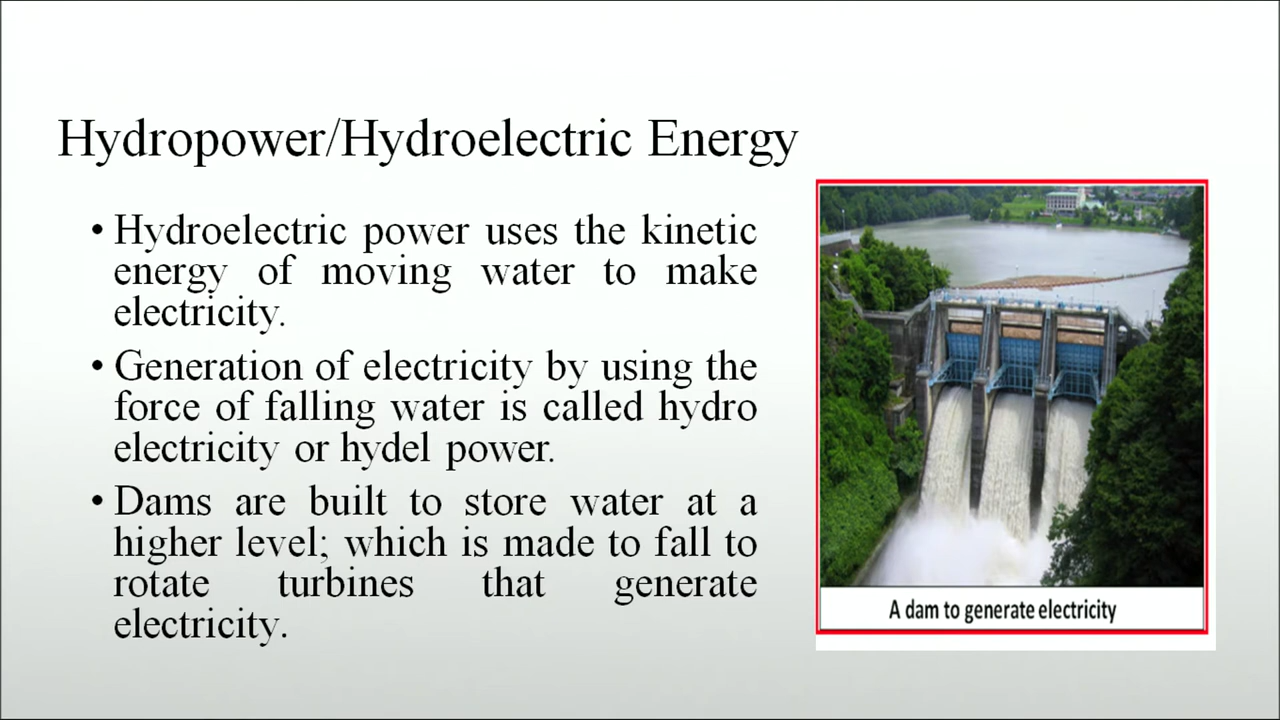 Hydropower/Hydroelectric Energy
• Hydroelectric power uses the kinetic
energy of moving water to make
electricity.
• Generation of electricity by using the
force of falling water is called hydro
electricity or hydel power.
• Dams are built to store water at a
higher level; which is made to fall to
rotate turbines that generate
electricity.
A dam to generate electricity